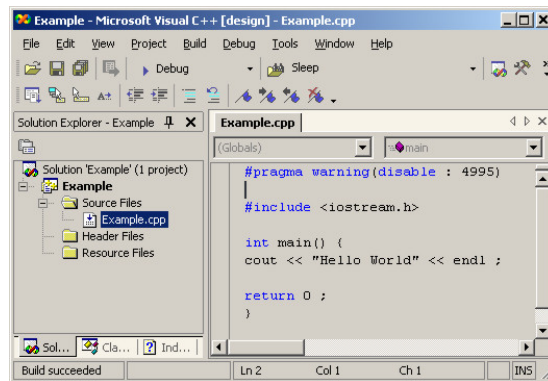 Example - Microsoft Visual C++ [design] - Example.cpp
File Edit View Project Build Debug Tools Window Help
Debug Sleep
Solution Explorer - Example
Example.cpp
(Globals) main
Solution 'Example' (1 project)
Example
Source Files
Example.cpp
Header Files
Resource Files
#pragma warning(disable : 4995)
#include <iostream.h>
int main() {
cout << "Hello World" << endl ;
return 0 ;
}
Sol... Cla... Ind...
Build succeeded Ln 2 Col 1 Ch 1 INS